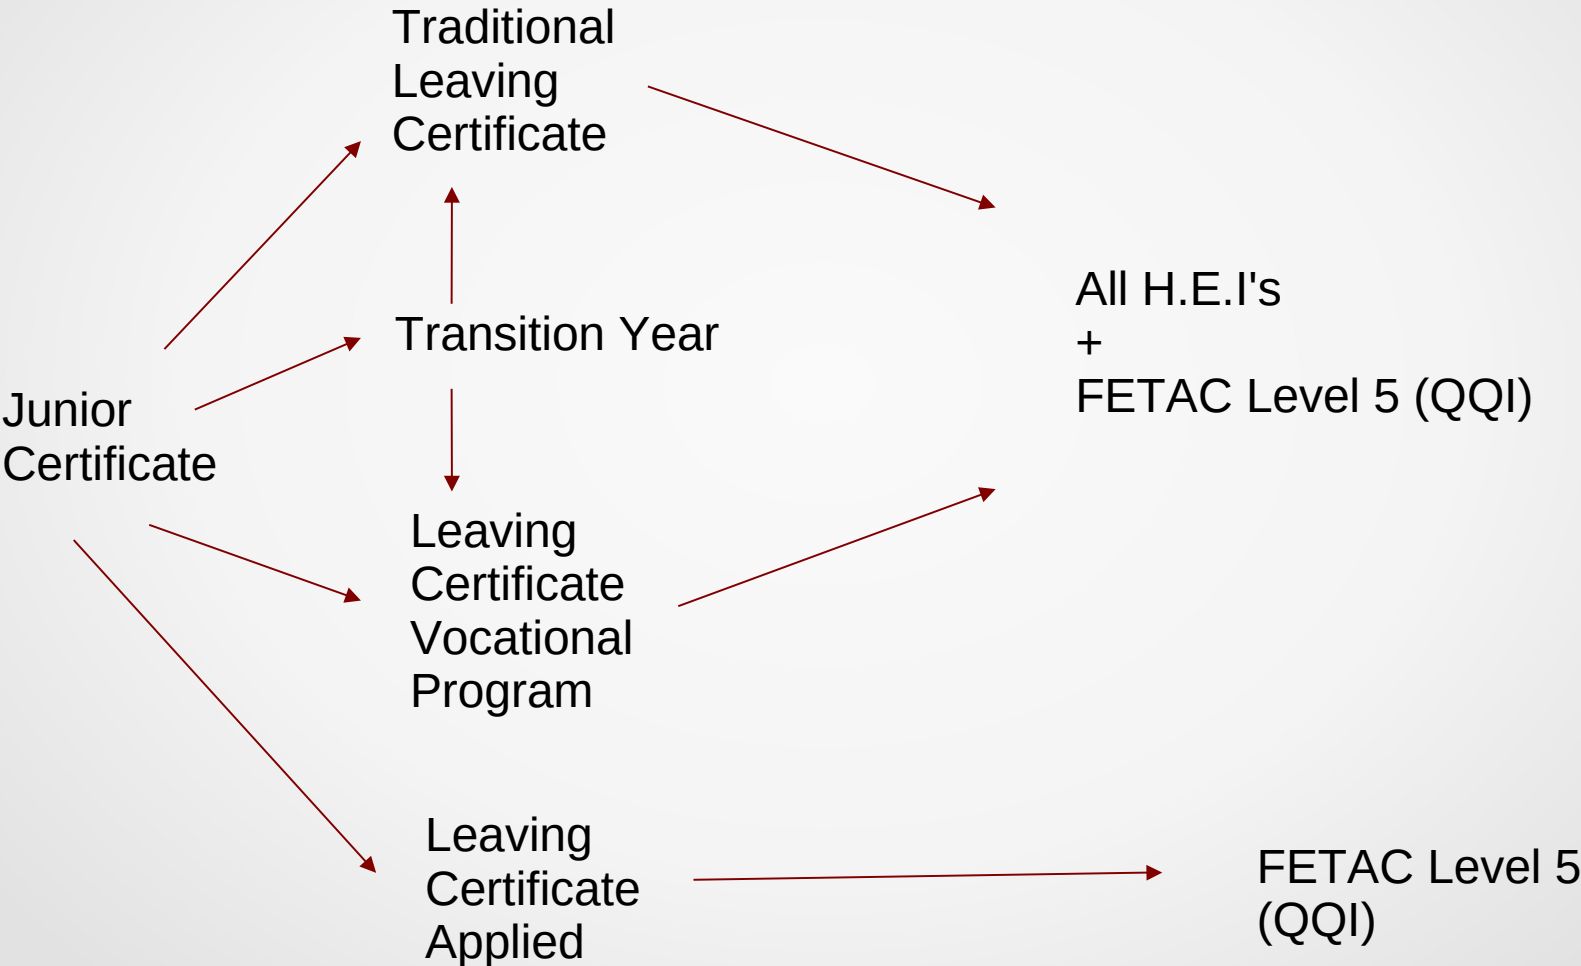 Traditional
Leaving
Certificate
Transition Year
Junior
Certificate
Leaving
Certificate
Vocational
Program
Leaving
Certificate
Applied
All H.E.I's
+
FETAC Level 5 (QQI)
FETAC Level 5
(QQI)